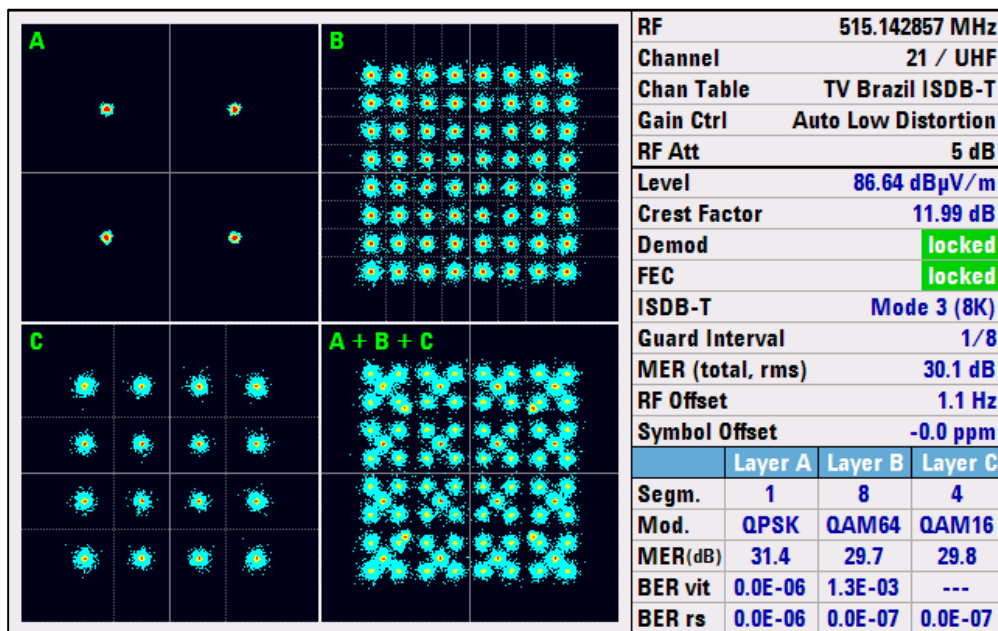 A
B
C
A + B + C
RF 515.142857 MHz
Channel 21 / UHF
Chan Table TV Brazil ISDB-T
Gain Ctrl Auto Low Distortion
RF Att 5 dB
Level 86.64 dBµV/m
Crest Factor 11.99 dB
Demod locked
FEC locked
ISDB-T Mode 3 (8K)
Guard Interval 1/8
MER (total, rms) 30.1 dB
RF Offset 1.1 Hz
Symbol Offset -0.0 ppm
Layer A Layer B Layer C
Segm. 1 8 4
Mod. QPSK QAM64 QAM16
MER(dB) 31.4 29.7 29.8
BER vit 0.0E-06 1.3E-03 ---
BER rs 0.0E-06 0.0E-07 0.0E-07